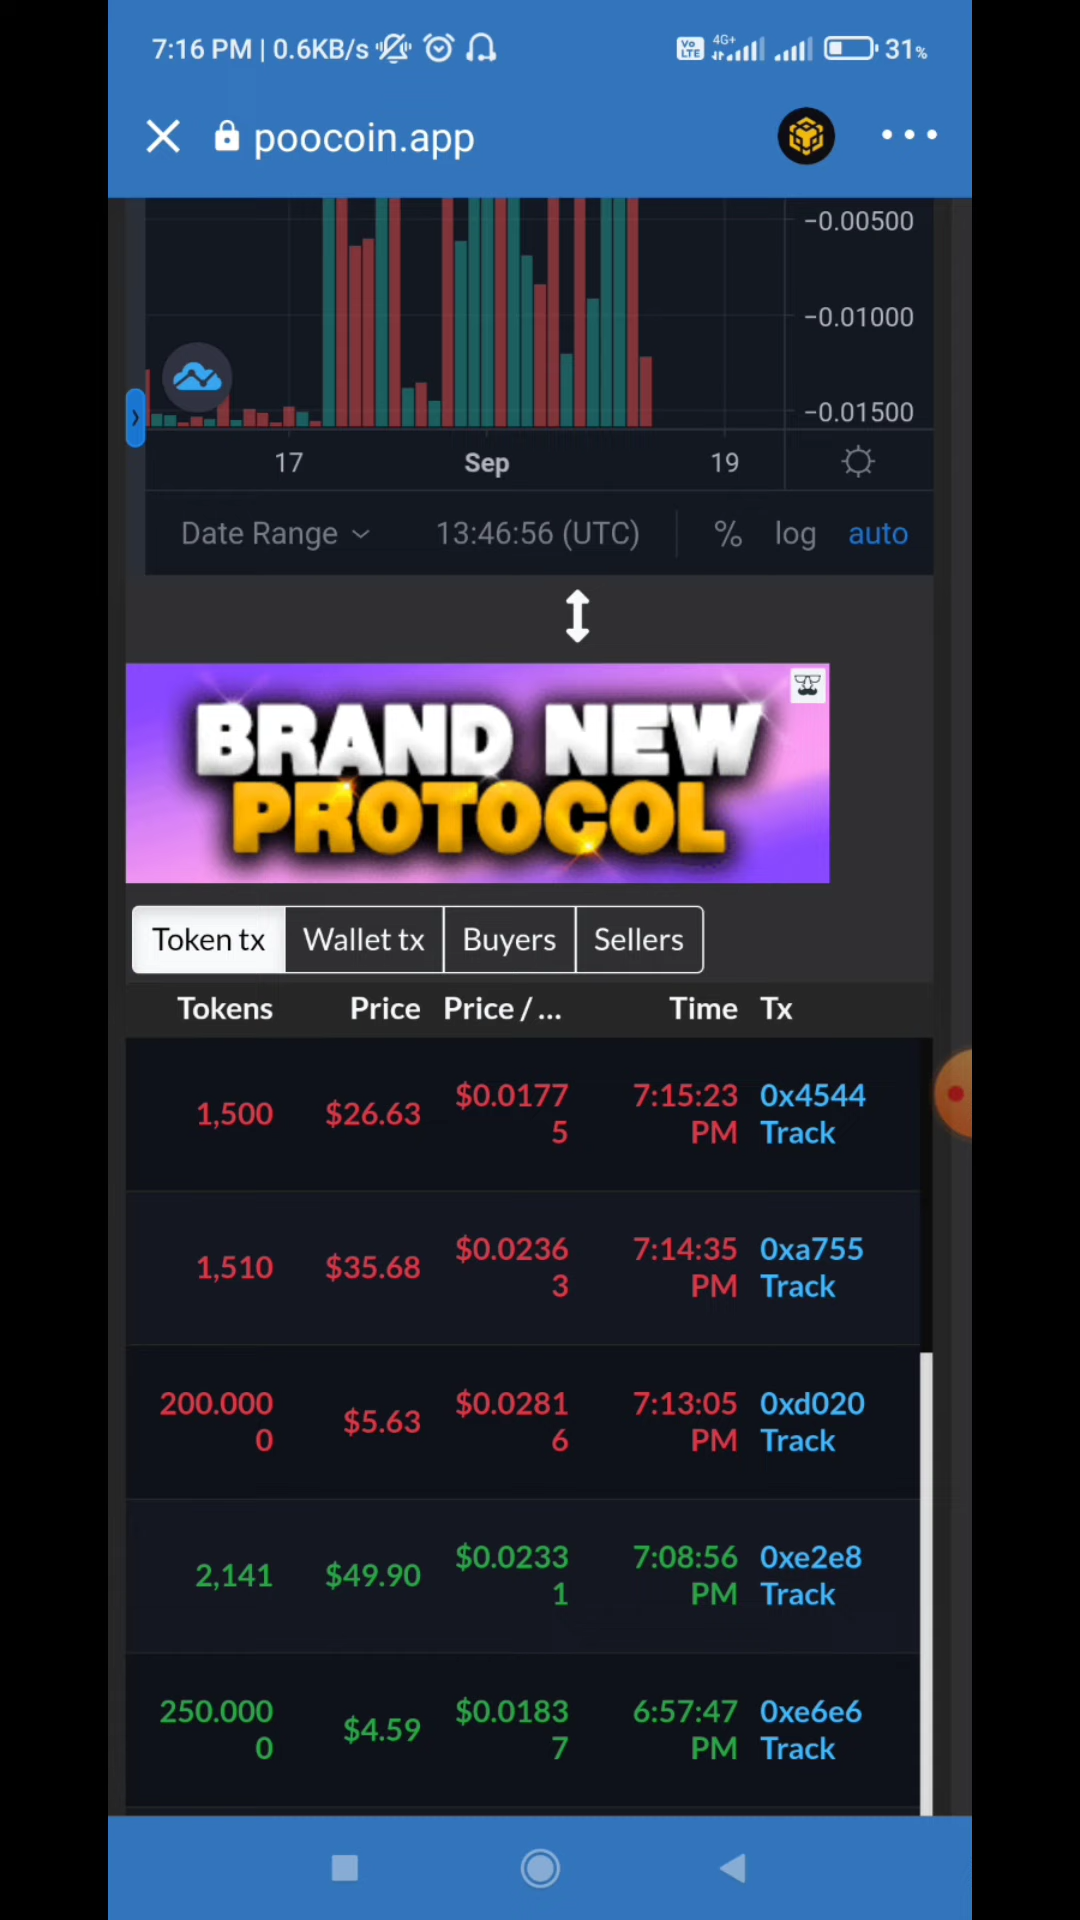 7:16 PM | 0.6KB/s Vo LTE 4G+ 31%
poocoin.app
−0.00500
−0.01000
−0.01500
17 Sep 19
Date Range 13:46:56 (UTC) % log auto
BRAND NEW
PROTOCOL
Token tx Wallet tx Buyers Sellers
Tokens Price Price / ... Time Tx
1,500 $26.63 $0.0177
5 7:15:23
PM 0x4544
Track
1,510 $35.68 $0.0236
3 7:14:35
PM 0xa755
Track
200.000
0 $5.63 $0.0281
6 7:13:05
PM 0xd020
Track
2,141 $49.90 $0.0233
1 7:08:56
PM 0xe2e8
Track
250.000
0 $4.59 $0.0183
7 6:57:47
PM 0xe6e6
Track